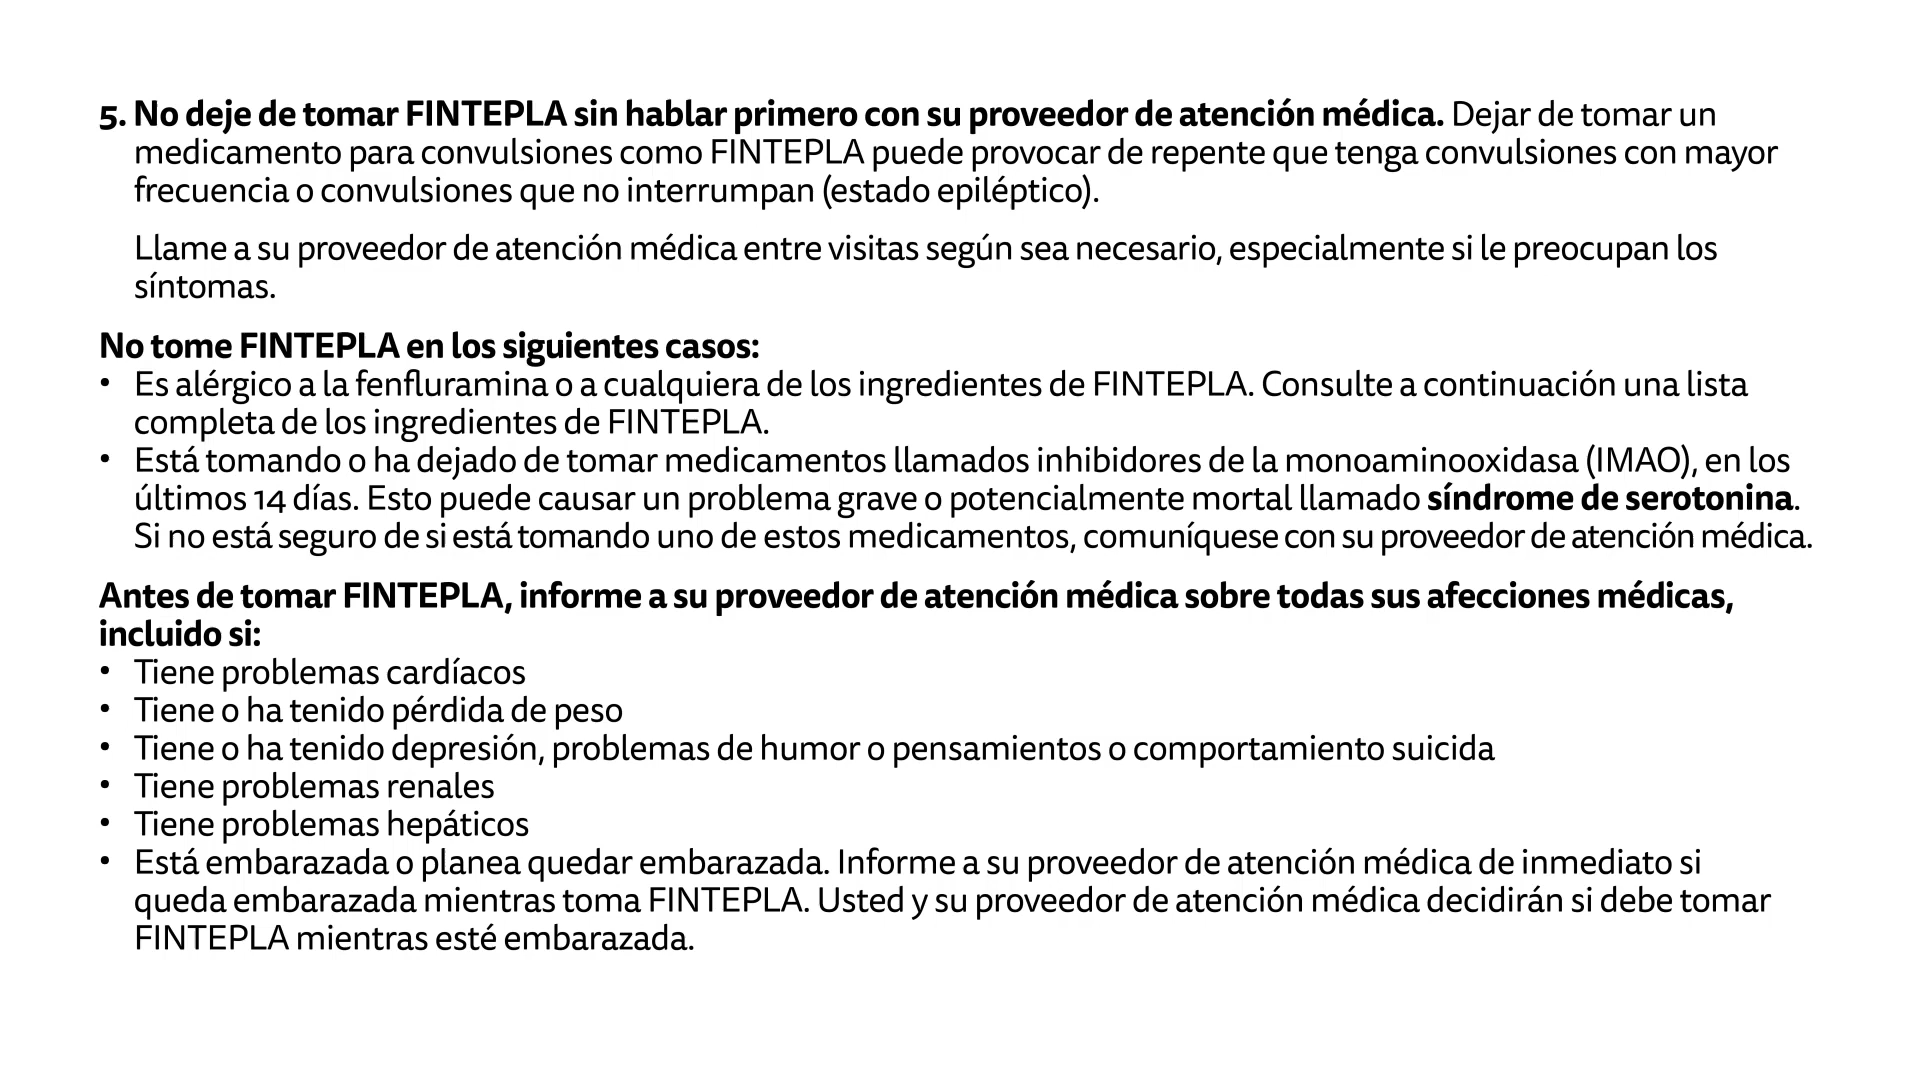 5. No deje de tomar FINTEPLA sin hablar primero con su proveedor de atención médica. Dejar de tomar un
medicamento para convulsiones como FINTEPLA puede provocar de repente que tenga convulsiones con mayor
frecuencia o convulsiones que no interrumpan (estado epiléptico).
Llame a su proveedor de atención médica entre visitas según sea necesario, especialmente si le preocupan los
síntomas.
No tome FINTEPLA en los siguientes casos:
• Es alérgico a la fenfluramina o a cualquiera de los ingredientes de FINTEPLA. Consulte a continuación una lista
completa de los ingredientes de FINTEPLA.
• Está tomando o ha dejado de tomar medicamentos llamados inhibidores de la monoaminooxidasa (IMAO), en los
últimos 14 días. Esto puede causar un problema grave o potencialmente mortal llamado síndrome de serotonina.
Si no está seguro de si está tomando uno de estos medicamentos, comuníquese con su proveedor de atención médica.
Antes de tomar FINTEPLA, informe a su proveedor de atención médica sobre todas sus afecciones médicas,
incluido si:
• Tiene problemas cardíacos
• Tiene o ha tenido pérdida de peso
• Tiene o ha tenido depresión, problemas de humor o pensamientos o comportamiento suicida
• Tiene problemas renales
• Tiene problemas hepáticos
• Está embarazada o planea quedar embarazada. Informe a su proveedor de atención médica de inmediato si
queda embarazada mientras toma FINTEPLA. Usted y su proveedor de atención médica decidirán si debe tomar
FINTEPLA mientras esté embarazada.